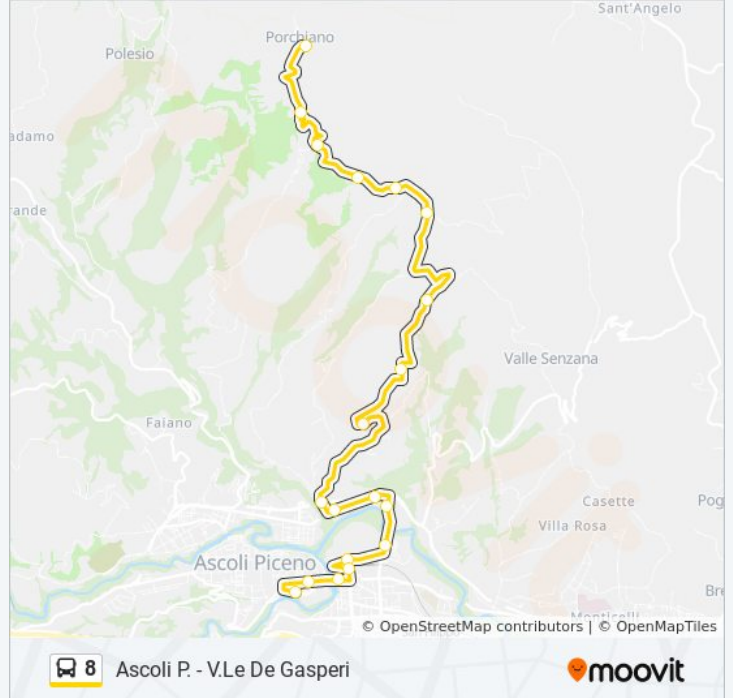 Sant'Angelo
Porchiano
Polesio
adamo
rande
Valle Senzana
Faiano
Casette
Pog
Villa Rosa
Ascoli Piceno
Bre
Monticelli
© OpenStreetMap contributors | © OpenMapTiles
8 Ascoli P. - V.Le De Gasperi
moovit